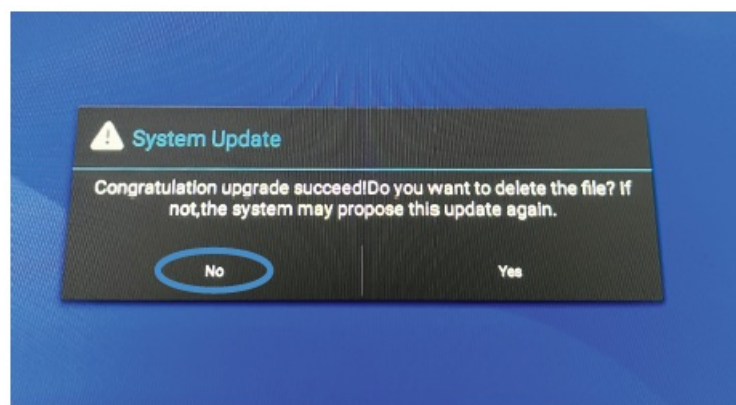 System Update
Congratulation upgrade succeed!Do you want to delete the file? If
not,the system may propose this update again.
No
Yes